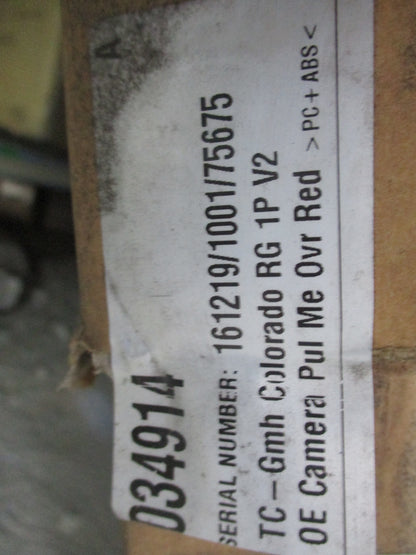 A
034914
SERIAL NUMBER: 161219/1001/75675
TC-Gmh Colorado RG 1P V2
OE Camera Pul Me Ovr Red >PC+ABS<